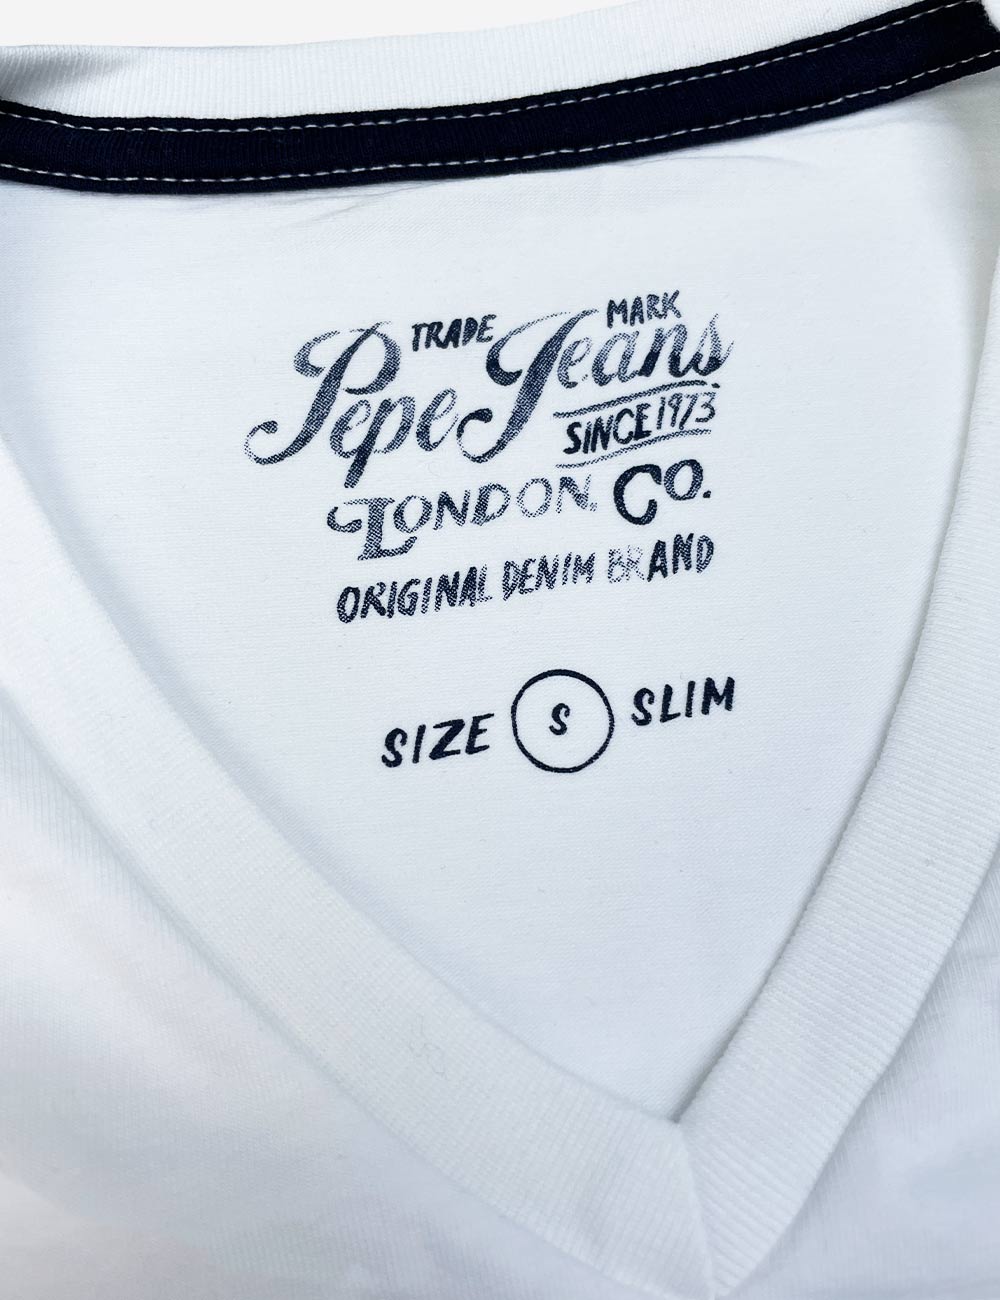 TRADE MARK
Pepe Jeans
SINCE 1973
LONDON. CO.
ORIGINAL DENIM BRAND
SIZE S SLIM